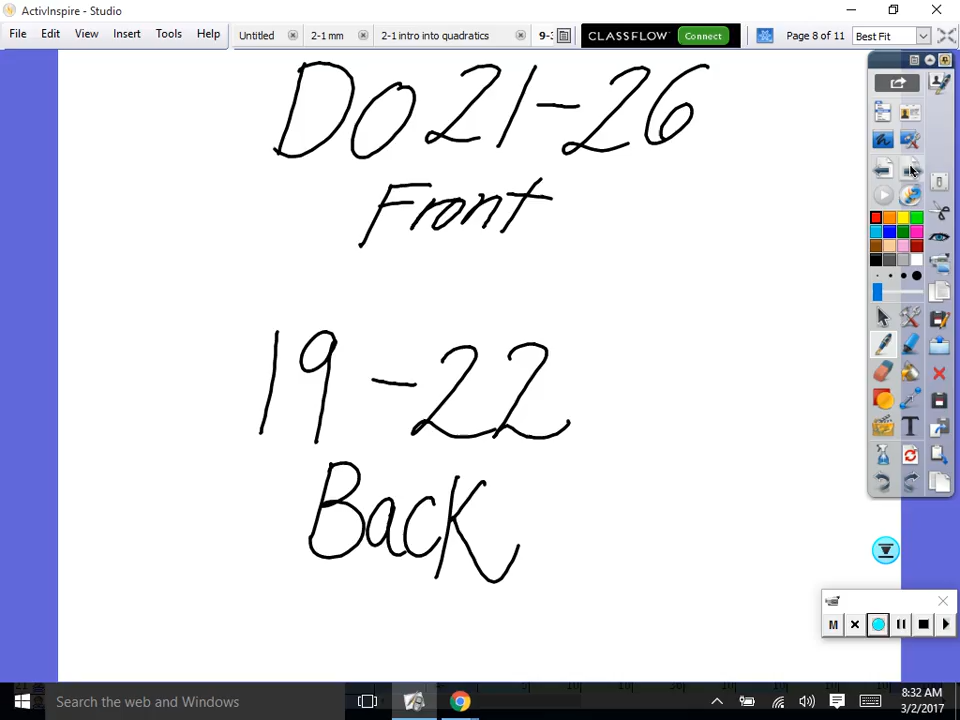 ActivInspire - Studio
File Edit View Insert Tools Help Untitled 2-1 mm 2-1 intro into quadratics CLASSFLOW Connect Page 8 of 11 Best Fit
Do 21-26
Front
19-22
Back
T
M
Search the web and Windows
8:32 AM
3/2/2017